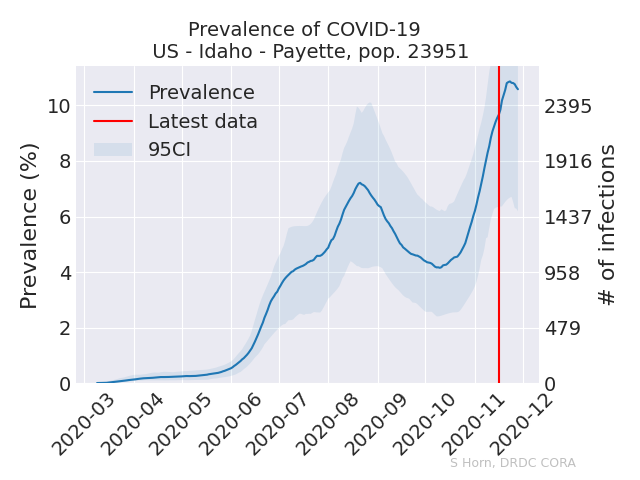 Prevalence of COVID-19
US - Idaho - Payette, pop. 23951
Prevalence
Latest data
95CI
Prevalence (%)
10
8
6
4
2
0
2395
1916
1437
958
479
0
# of infections
2020-03
2020-04
2020-05
2020-06
2020-07
2020-08
2020-09
2020-10
2020-11
2020-12
S Horn, DRDC CORA